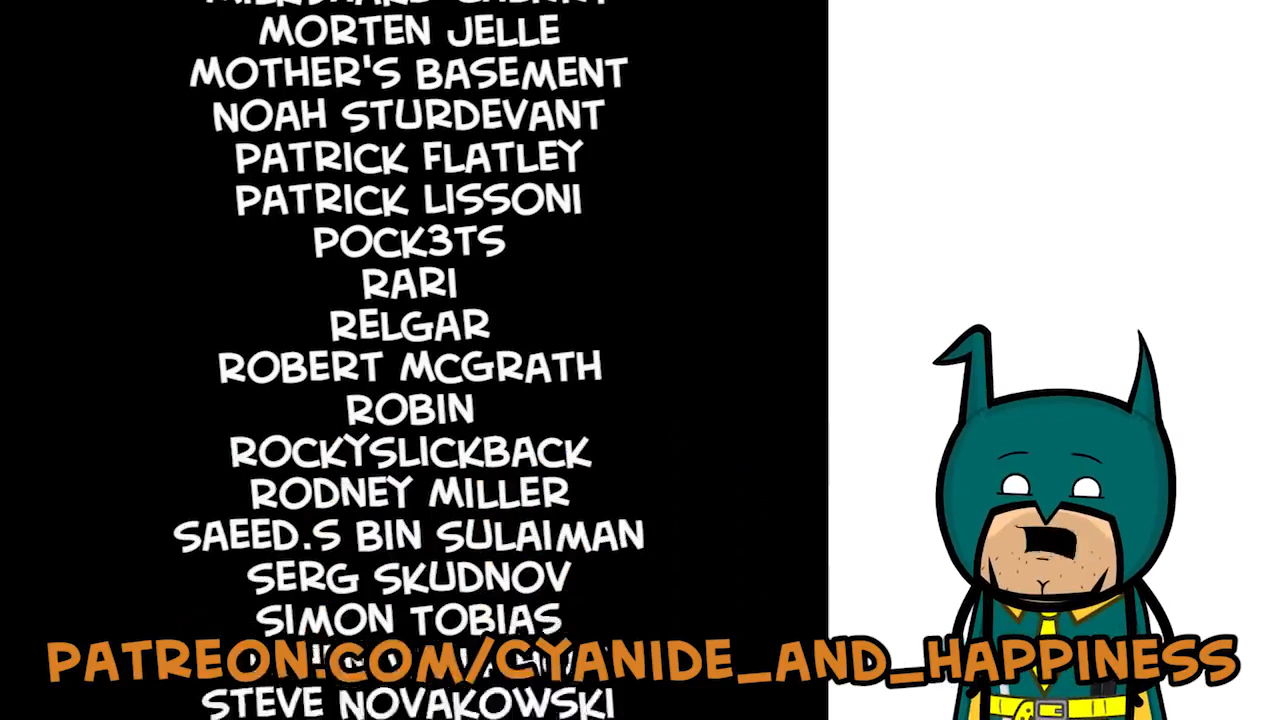 MORTEN JELLE
MOTHER'S BASEMENT
NOAH STURDEVANT
PATRICK FLATLEY
PATRICK LISSONI
POCK3TS
RARI
RELGAR
ROBERT MCGRATH
ROBIN
ROCKYSLICKBACK
RODNEY MILLER
SAEED.S BIN SULAIMAN
SERG SKUDNOV
SIMON TOBIAS
PATREON.COM/CYANIDE_AND_HAPPINESS
STEVE NOVAKOWSKI